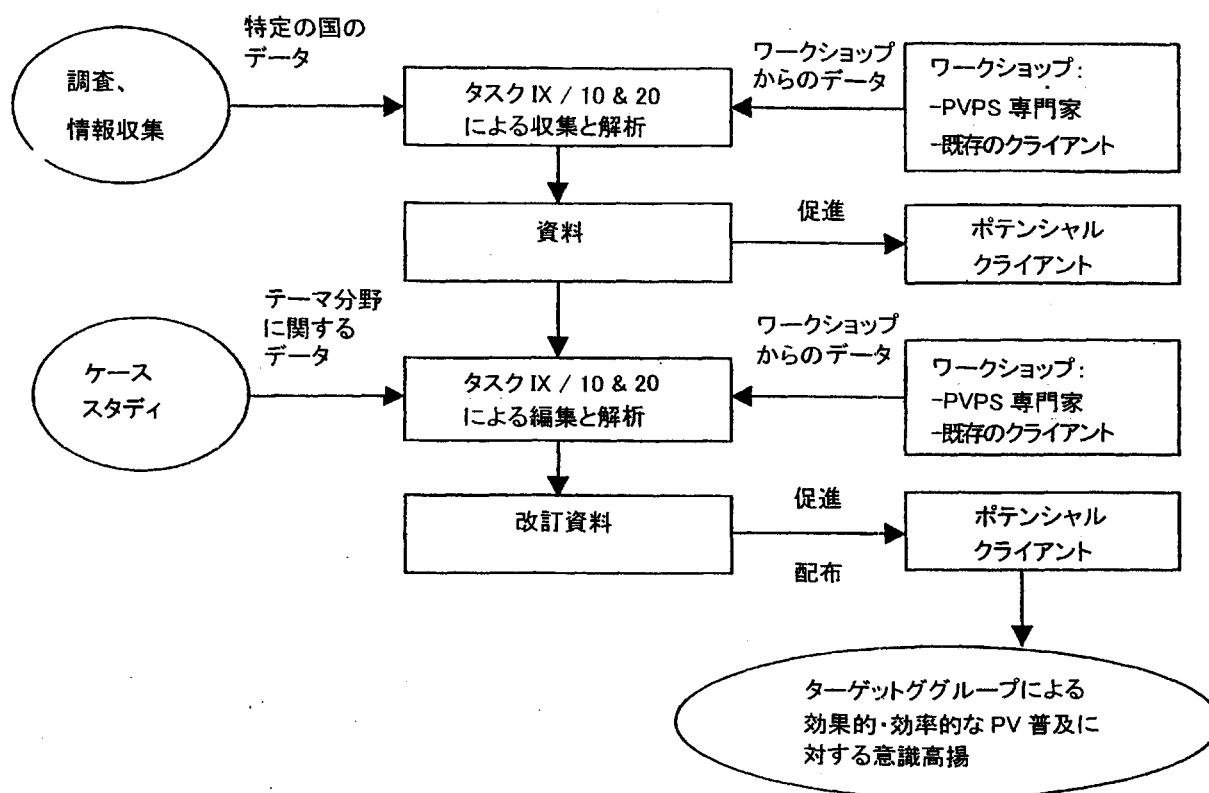 特定の国の
データ
調査、
情報収集
タスク IX / 10 & 20
による収集と解析
ワークショップ
からのデータ
ワークショップ：
-PVPS 専門家
-既存のクライアント
資料
促進
ポテンシャル
クライアント
テーマ分野
に関する
データ
ケース
スタディ
タスク IX / 10 & 20
による編集と解析
ワークショップ
からのデータ
ワークショップ：
-PVPS 専門家
-既存のクライアント
改訂資料
促進
配布
ポテンシャル
クライアント
ターゲットググループによる
効果的・効率的な PV 普及に
対する意識高揚